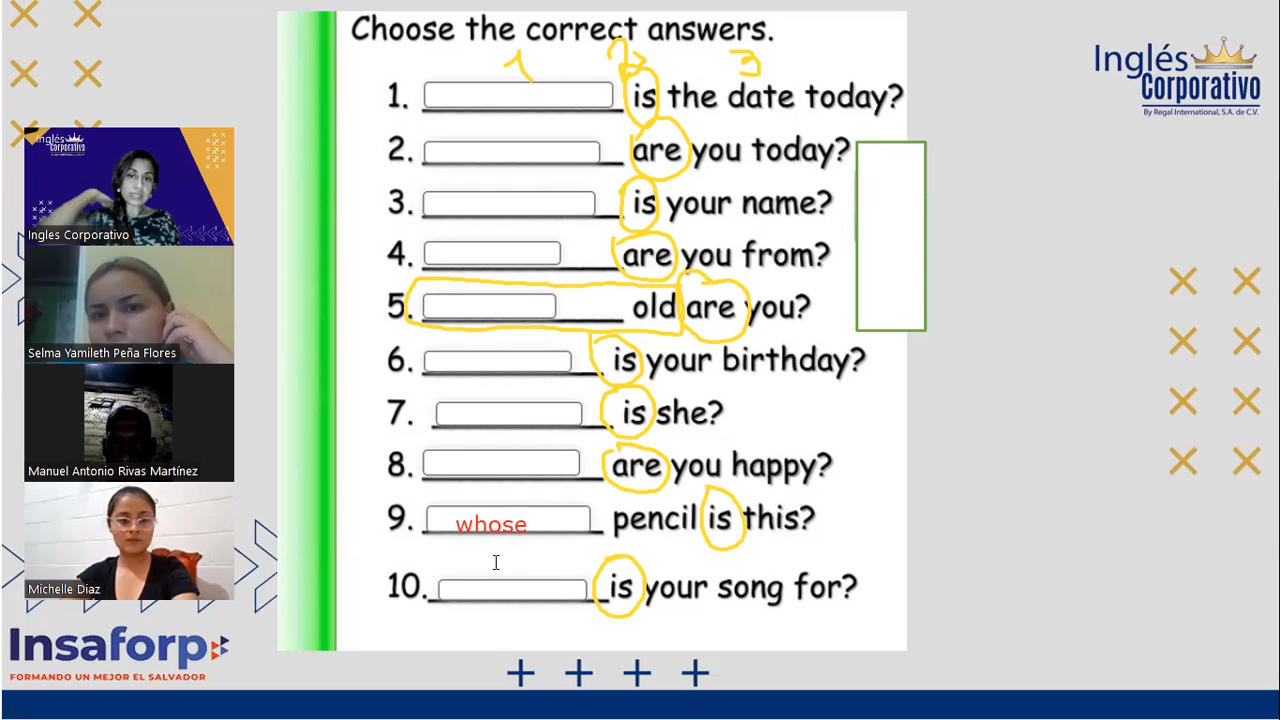 Choose the correct answers.
1 2 3
1. is the date today?
2. are you today?
3. is your name?
4. are you from?
5. old are you?
6. is your birthday?
7. is she?
8. are you happy?
9. whose pencil is this?
10. is your song for?
Inglés
Corporativo
By Regal International, S.A. de C.V.
Inglés
Corporativo
Ingles Corporativo
Selma Yamileth Peña Flores
Manuel Antonio Rivas Martínez
Michelle Diaz
Insaforp
FORMANDO UN MEJOR EL SALVADOR